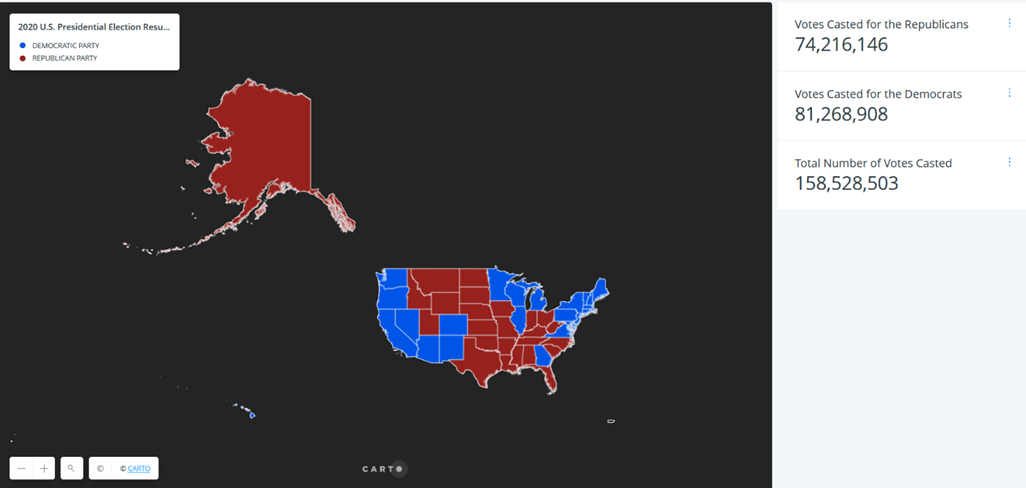 2020 U.S. Presidential Election Resu...
DEMOCRATIC PARTY
REPUBLICAN PARTY
Votes Casted for the Republicans
74,216,146
Votes Casted for the Democrats
81,268,908
Total Number of Votes Casted
158,528,503
© © CARTO
CARTO